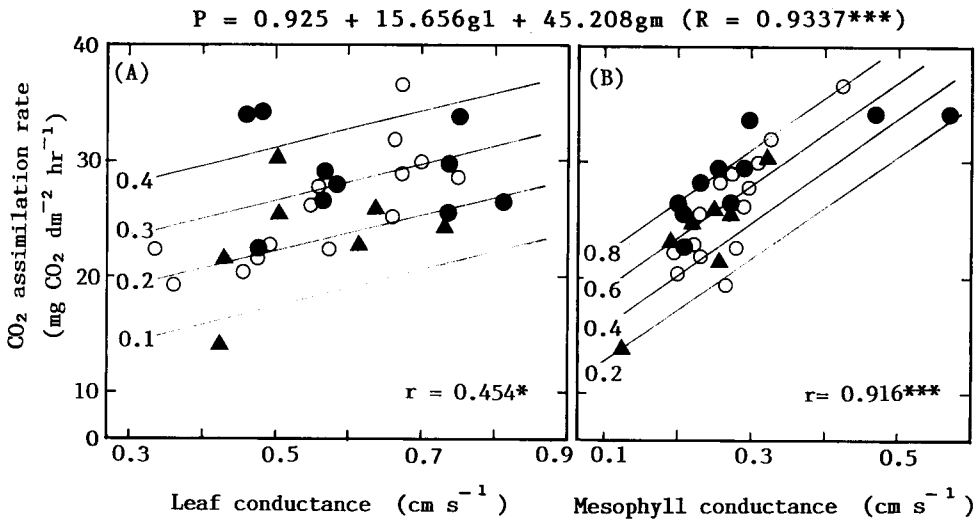 P = 0.925 + 15.656gl + 45.208gm (R = 0.9337***)
CO₂ assimilation rate
(mg CO₂ dm⁻² hr⁻¹)
40
30
20
10
0
(A)
0.4
0.3
0.2
0.1
r = 0.454*
0.3
0.5
0.7
0.9
Leaf conductance (cm s⁻¹)
(B)
0.8
0.6
0.4
0.2
r= 0.916***
0.1
0.3
0.5
Mesophyll conductance (cm s⁻¹)